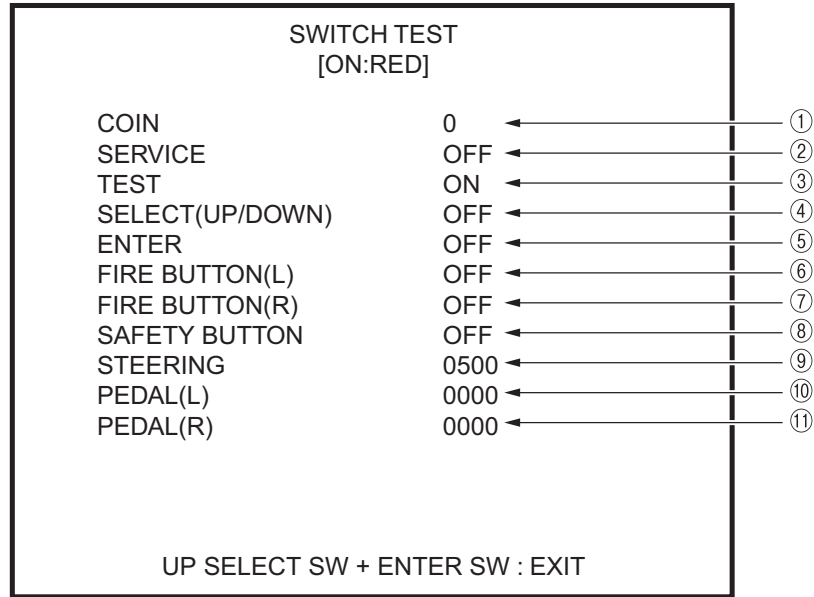 SWITCH TEST
[ON:RED]
COIN 0 ①
SERVICE OFF ②
TEST ON ③
SELECT(UP/DOWN) OFF ④
ENTER OFF ⑤
FIRE BUTTON(L) OFF ⑥
FIRE BUTTON(R) OFF ⑦
SAFETY BUTTON OFF ⑧
STEERING 0500 ⑨
PEDAL(L) 0000 ⑩
PEDAL(R) 0000 ⑪
UP SELECT SW + ENTER SW : EXIT